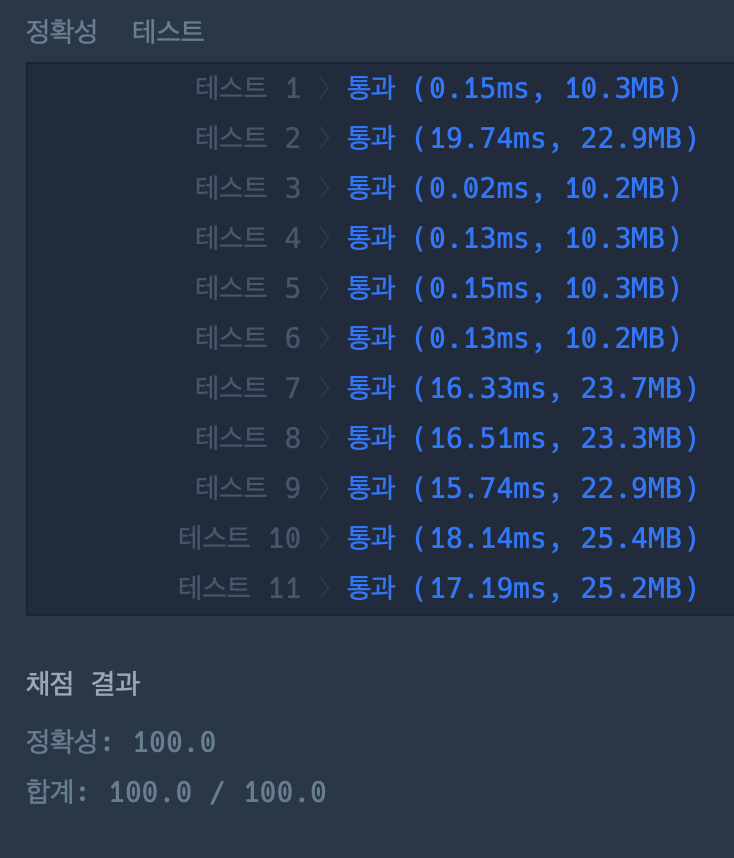 정확성 테스트
테스트 1 〉 통과 (0.15ms, 10.3MB)
테스트 2 〉 통과 (19.74ms, 22.9MB)
테스트 3 〉 통과 (0.02ms, 10.2MB)
테스트 4 〉 통과 (0.13ms, 10.3MB)
테스트 5 〉 통과 (0.15ms, 10.3MB)
테스트 6 〉 통과 (0.13ms, 10.2MB)
테스트 7 〉 통과 (16.33ms, 23.7MB)
테스트 8 〉 통과 (16.51ms, 23.3MB)
테스트 9 〉 통과 (15.74ms, 22.9MB)
테스트 10 〉 통과 (18.14ms, 25.4MB)
테스트 11 〉 통과 (17.19ms, 25.2MB)
채점 결과
정확성: 100.0
합계: 100.0 / 100.0